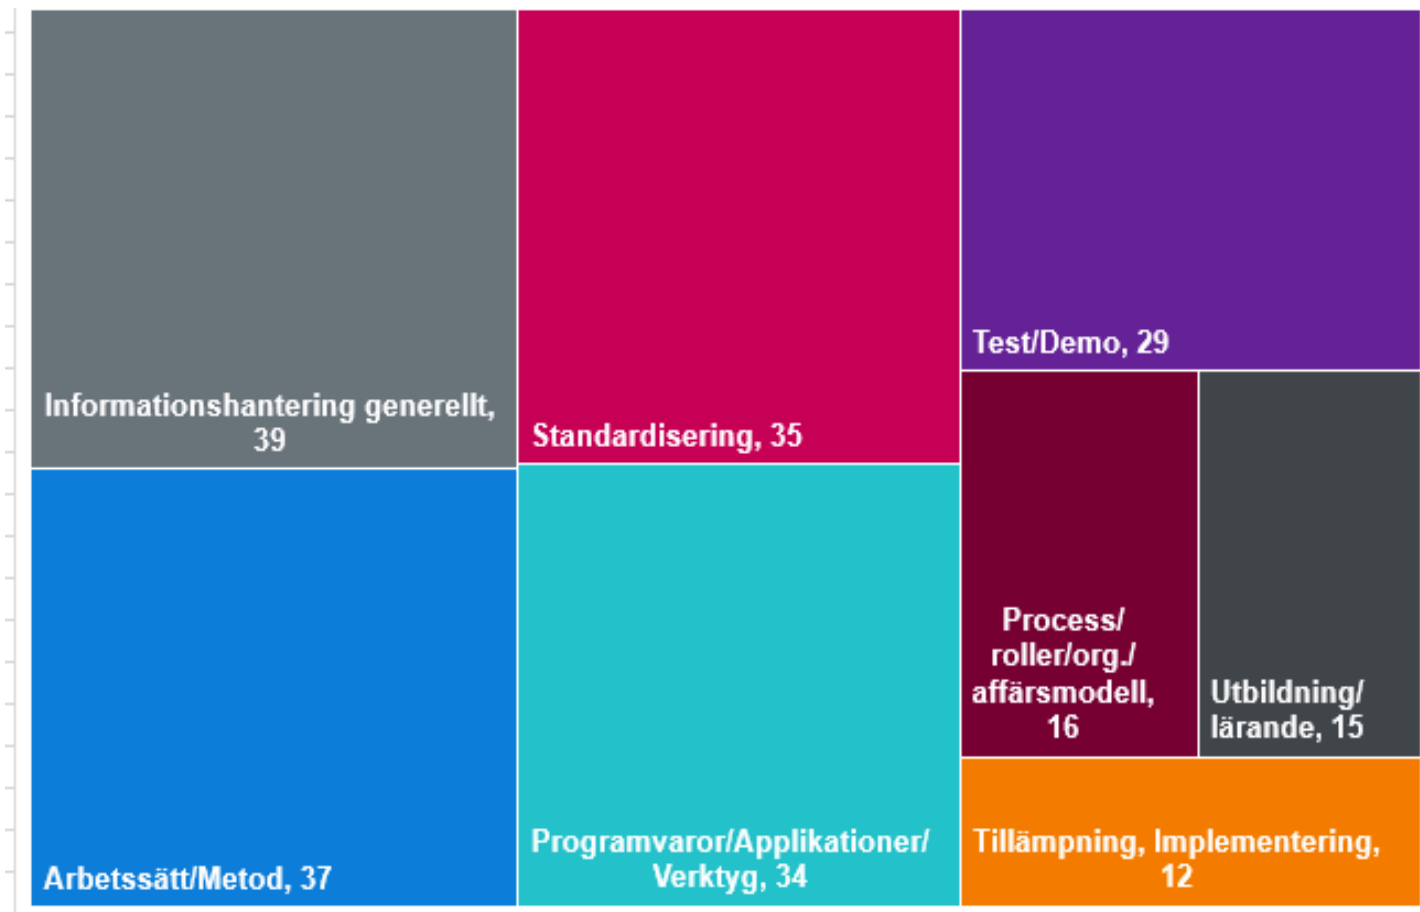 Informationshantering generellt,
39
Standardisering, 35
Test/Demo, 29
Arbetssätt/Metod, 37
Programvaror/Applikationer/
Verktyg, 34
Process/
roller/org./
affärsmodell,
16
Utbildning/
lärande, 15
Tillämpning, Implementering,
12